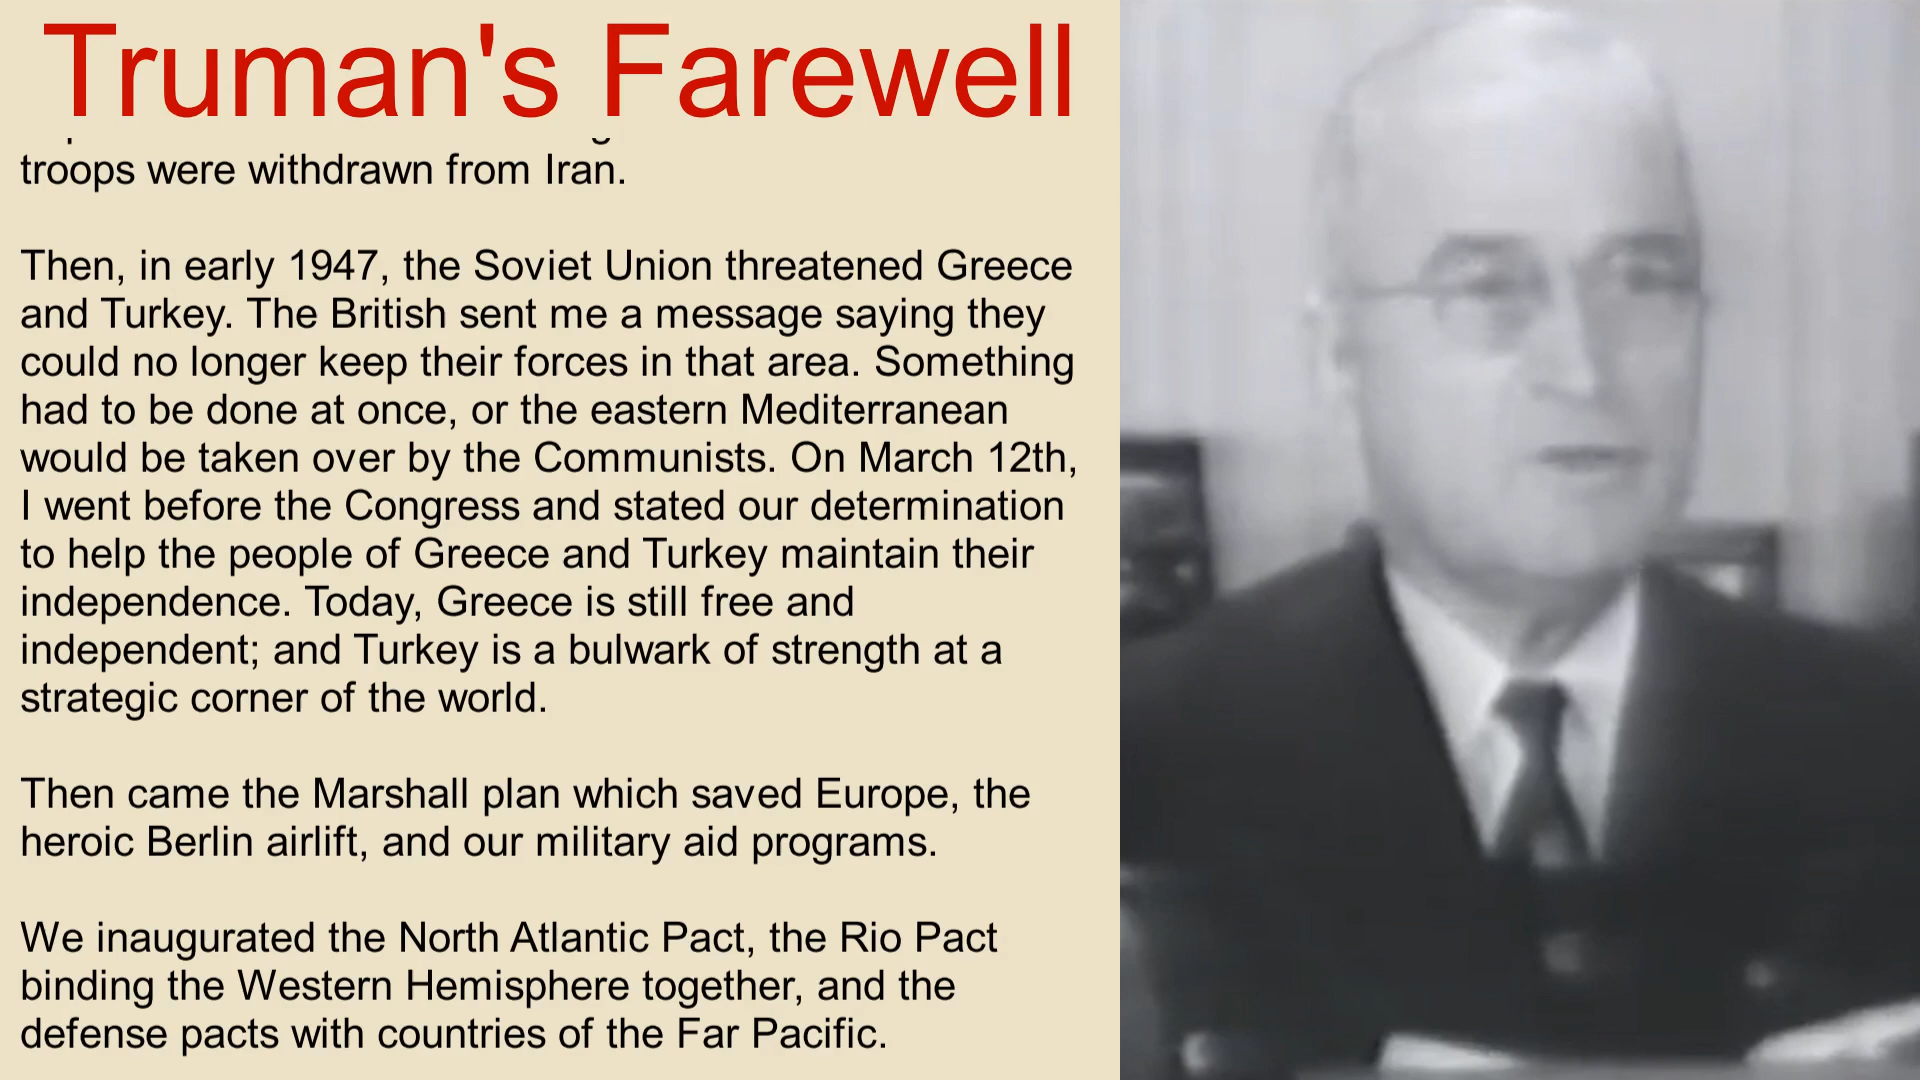 Truman's Farewell
troops were withdrawn from Iran.
Then, in early 1947, the Soviet Union threatened Greece
and Turkey. The British sent me a message saying they
could no longer keep their forces in that area. Something
had to be done at once, or the eastern Mediterranean
would be taken over by the Communists. On March 12th,
I went before the Congress and stated our determination
to help the people of Greece and Turkey maintain their
independence. Today, Greece is still free and
independent; and Turkey is a bulwark of strength at a
strategic corner of the world.
Then came the Marshall plan which saved Europe, the
heroic Berlin airlift, and our military aid programs.
We inaugurated the North Atlantic Pact, the Rio Pact
binding the Western Hemisphere together, and the
defense pacts with countries of the Far Pacific.